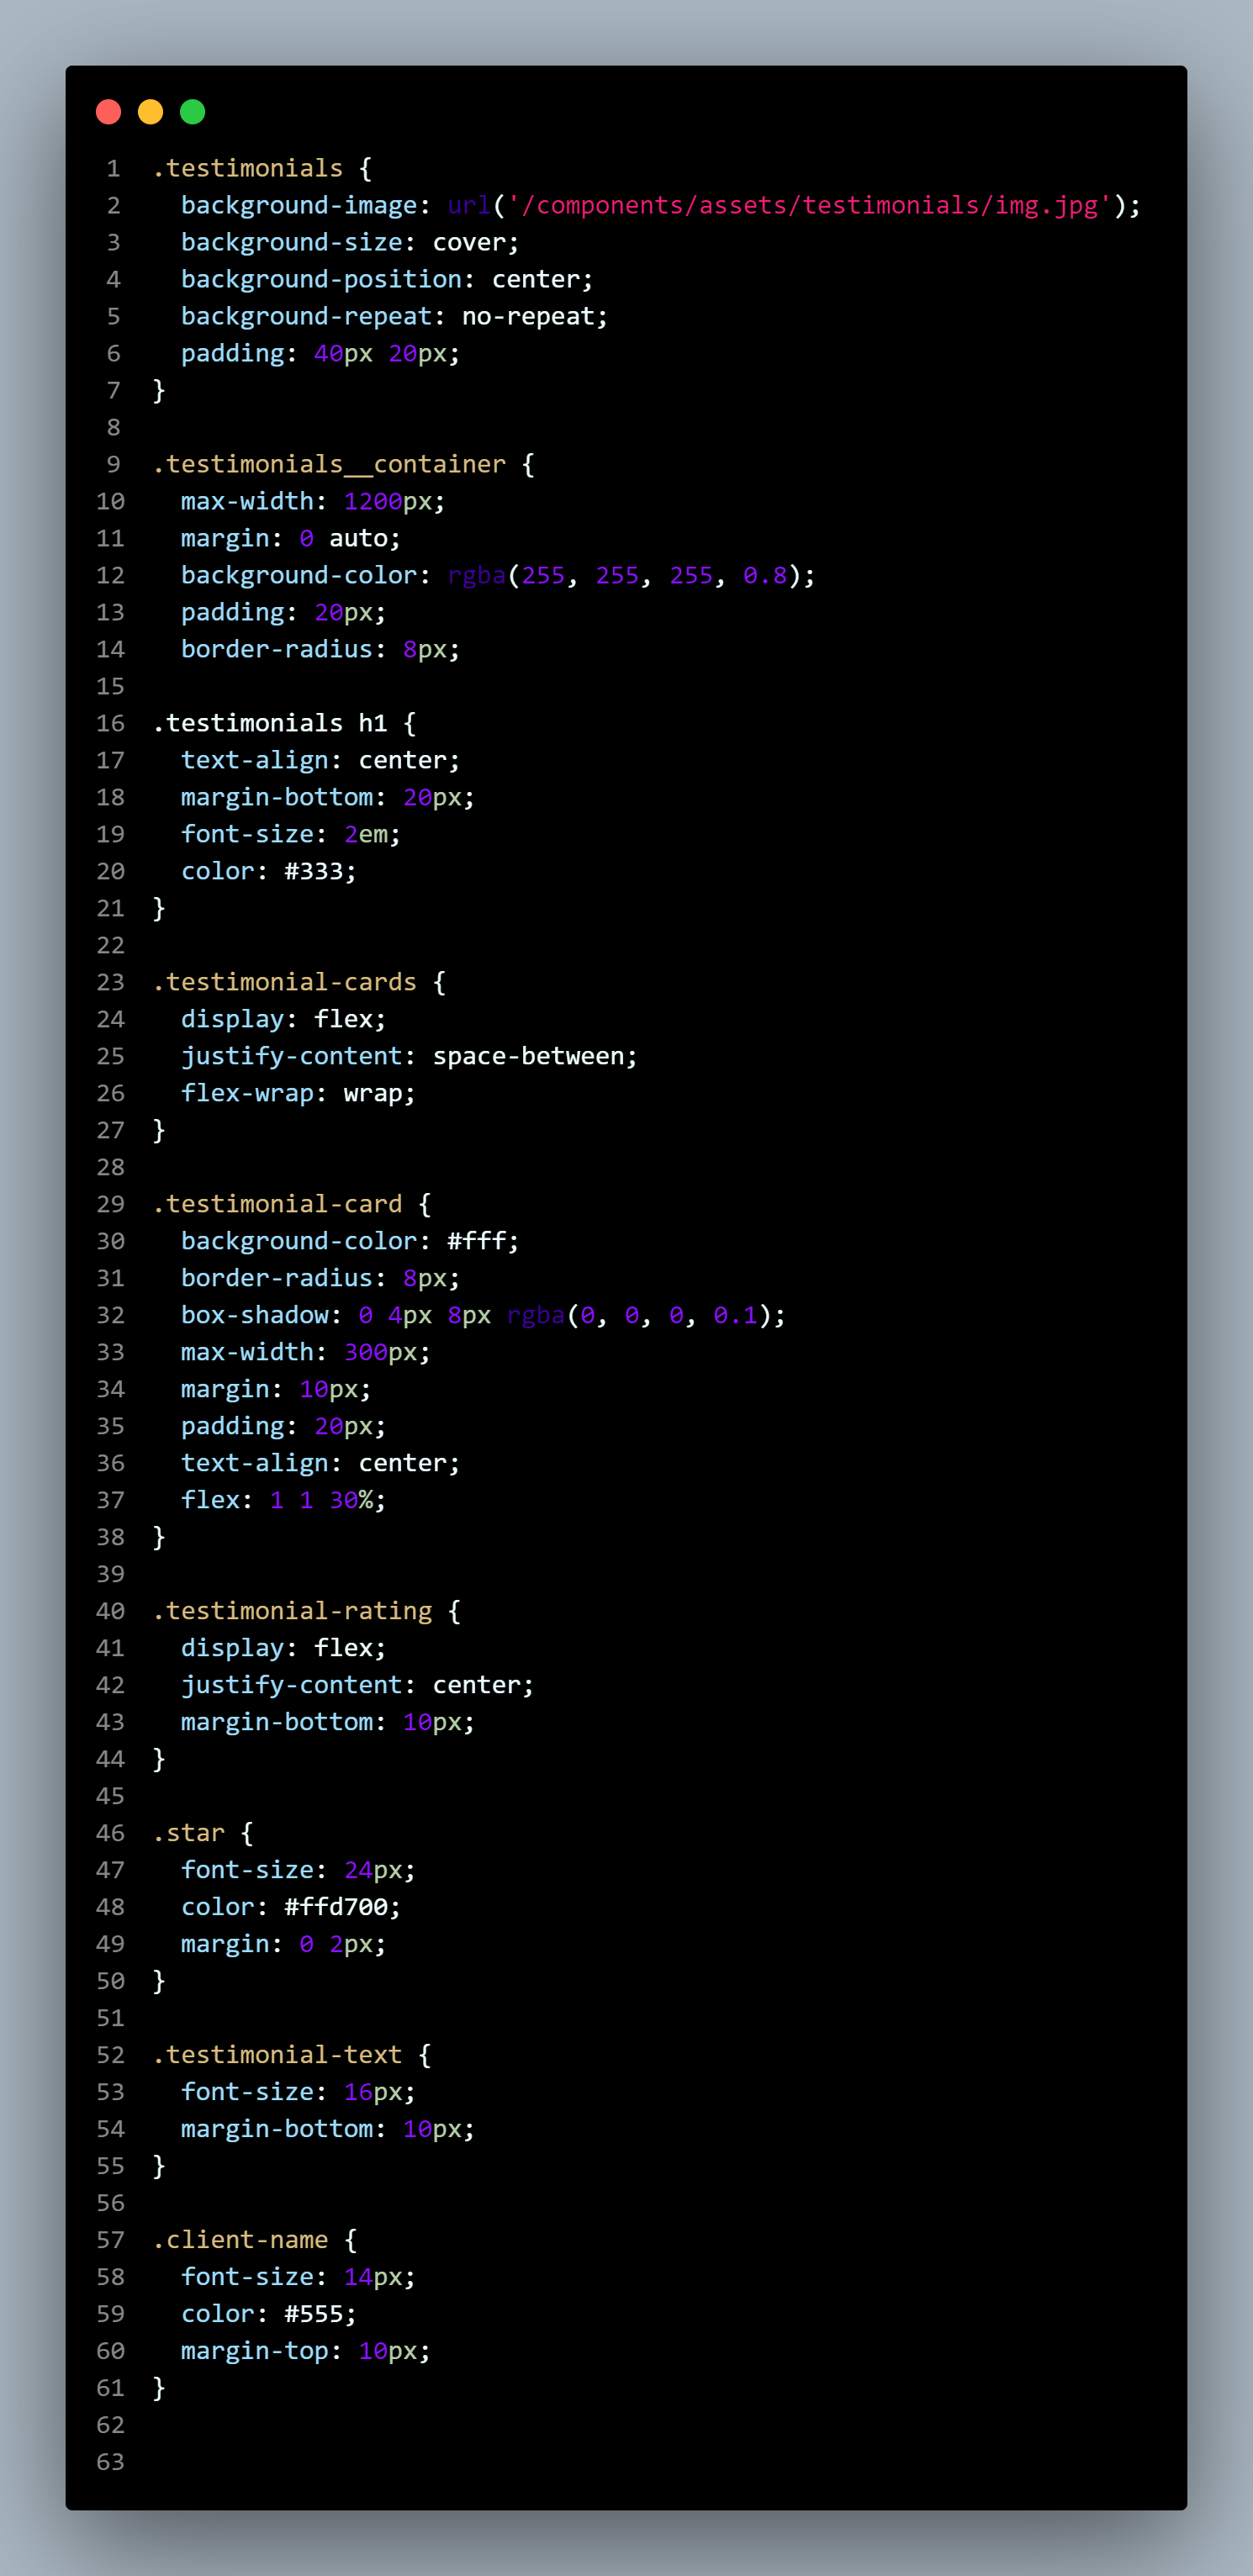 1 .testimonials {
2   background-image: url('/components/assets/testimonials/img.jpg');
3   background-size: cover;
4   background-position: center;
5   background-repeat: no-repeat;
6   padding: 40px 20px;
7 }
8
9 .testimonials__container {
10   max-width: 1200px;
11   margin: 0 auto;
12   background-color: rgba(255, 255, 255, 0.8);
13   padding: 20px;
14   border-radius: 8px;
15
16 .testimonials h1 {
17   text-align: center;
18   margin-bottom: 20px;
19   font-size: 2em;
20   color: #333;
21 }
22
23 .testimonial-cards {
24   display: flex;
25   justify-content: space-between;
26   flex-wrap: wrap;
27 }
28
29 .testimonial-card {
30   background-color: #fff;
31   border-radius: 8px;
32   box-shadow: 0 4px 8px rgba(0, 0, 0, 0.1);
33   max-width: 300px;
34   margin: 10px;
35   padding: 20px;
36   text-align: center;
37   flex: 1 1 30%;
38 }
39
40 .testimonial-rating {
41   display: flex;
42   justify-content: center;
43   margin-bottom: 10px;
44 }
45
46 .star {
47   font-size: 24px;
48   color: #ffd700;
49   margin: 0 2px;
50 }
51
52 .testimonial-text {
53   font-size: 16px;
54   margin-bottom: 10px;
55 }
56
57 .client-name {
58   font-size: 14px;
59   color: #555;
60   margin-top: 10px;
61 }
62
63